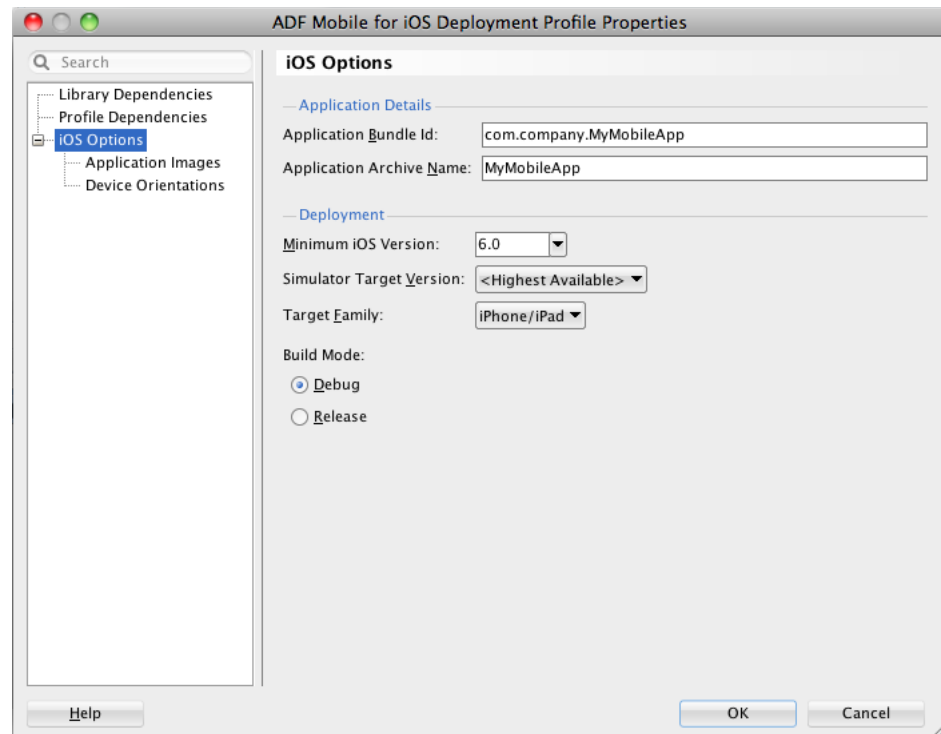 ADF Mobile for iOS Deployment Profile Properties
Search
Library Dependencies
Profile Dependencies
iOS Options
Application Images
Device Orientations
iOS Options
Application Details
Application Bundle Id: com.company.MyMobileApp
Application Archive Name: MyMobileApp
Deployment
Minimum iOS Version: 6.0
Simulator Target Version: <Highest Available>
Target Family: iPhone/iPad
Build Mode:
Debug
Release
Help OK Cancel